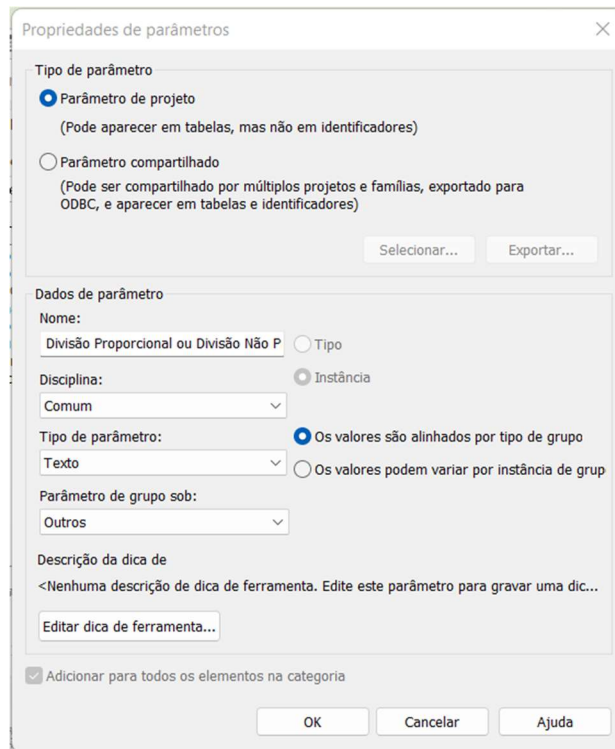 Propriedades de parâmetros
Tipo de parâmetro
Parâmetro de projeto
(Pode aparecer em tabelas, mas não em identificadores)
Parâmetro compartilhado
(Pode ser compartilhado por múltiplos projetos e famílias, exportado para
ODBC, e aparecer em tabelas e identificadores)
Selecionar...
Exportar...
Dados de parâmetro
Nome:
Divisão Proporcional ou Divisão Não P
Tipo
Disciplina:
Instância
Comum
Tipo de parâmetro:
Os valores são alinhados por tipo de grupo
Texto
Os valores podem variar por instância de grup
Parâmetro de grupo sob:
Outros
Descrição da dica de
<Nenhuma descrição de dica de ferramenta. Edite este parâmetro para gravar uma dic...
Editar dica de ferramenta...
Adicionar para todos os elementos na categoria
OK
Cancelar
Ajuda